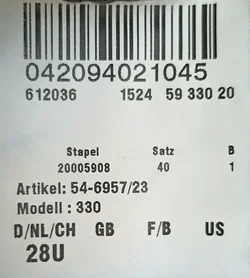 042094021045
612036 1524 59 330 20
Stapel Satz B
20005908 40 1
Artikel: 54-6957/23
Modell : 330
D/NL/CH GB F/B US
28U